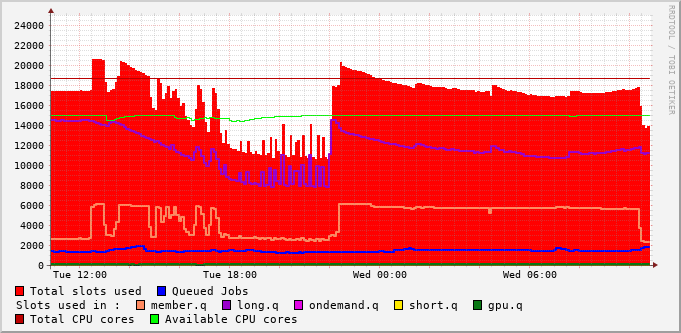 24000
22000
20000
18000
16000
14000
12000
10000
8000
6000
4000
2000
0
Tue 12:00 Tue 18:00 Wed 00:00 Wed 06:00
RRDTOOL / TOBI OETIKER
Total slots used Queued Jobs
Slots used in : member.q long.q ondemand.q short.q gpu.q
Total CPU cores Available CPU cores